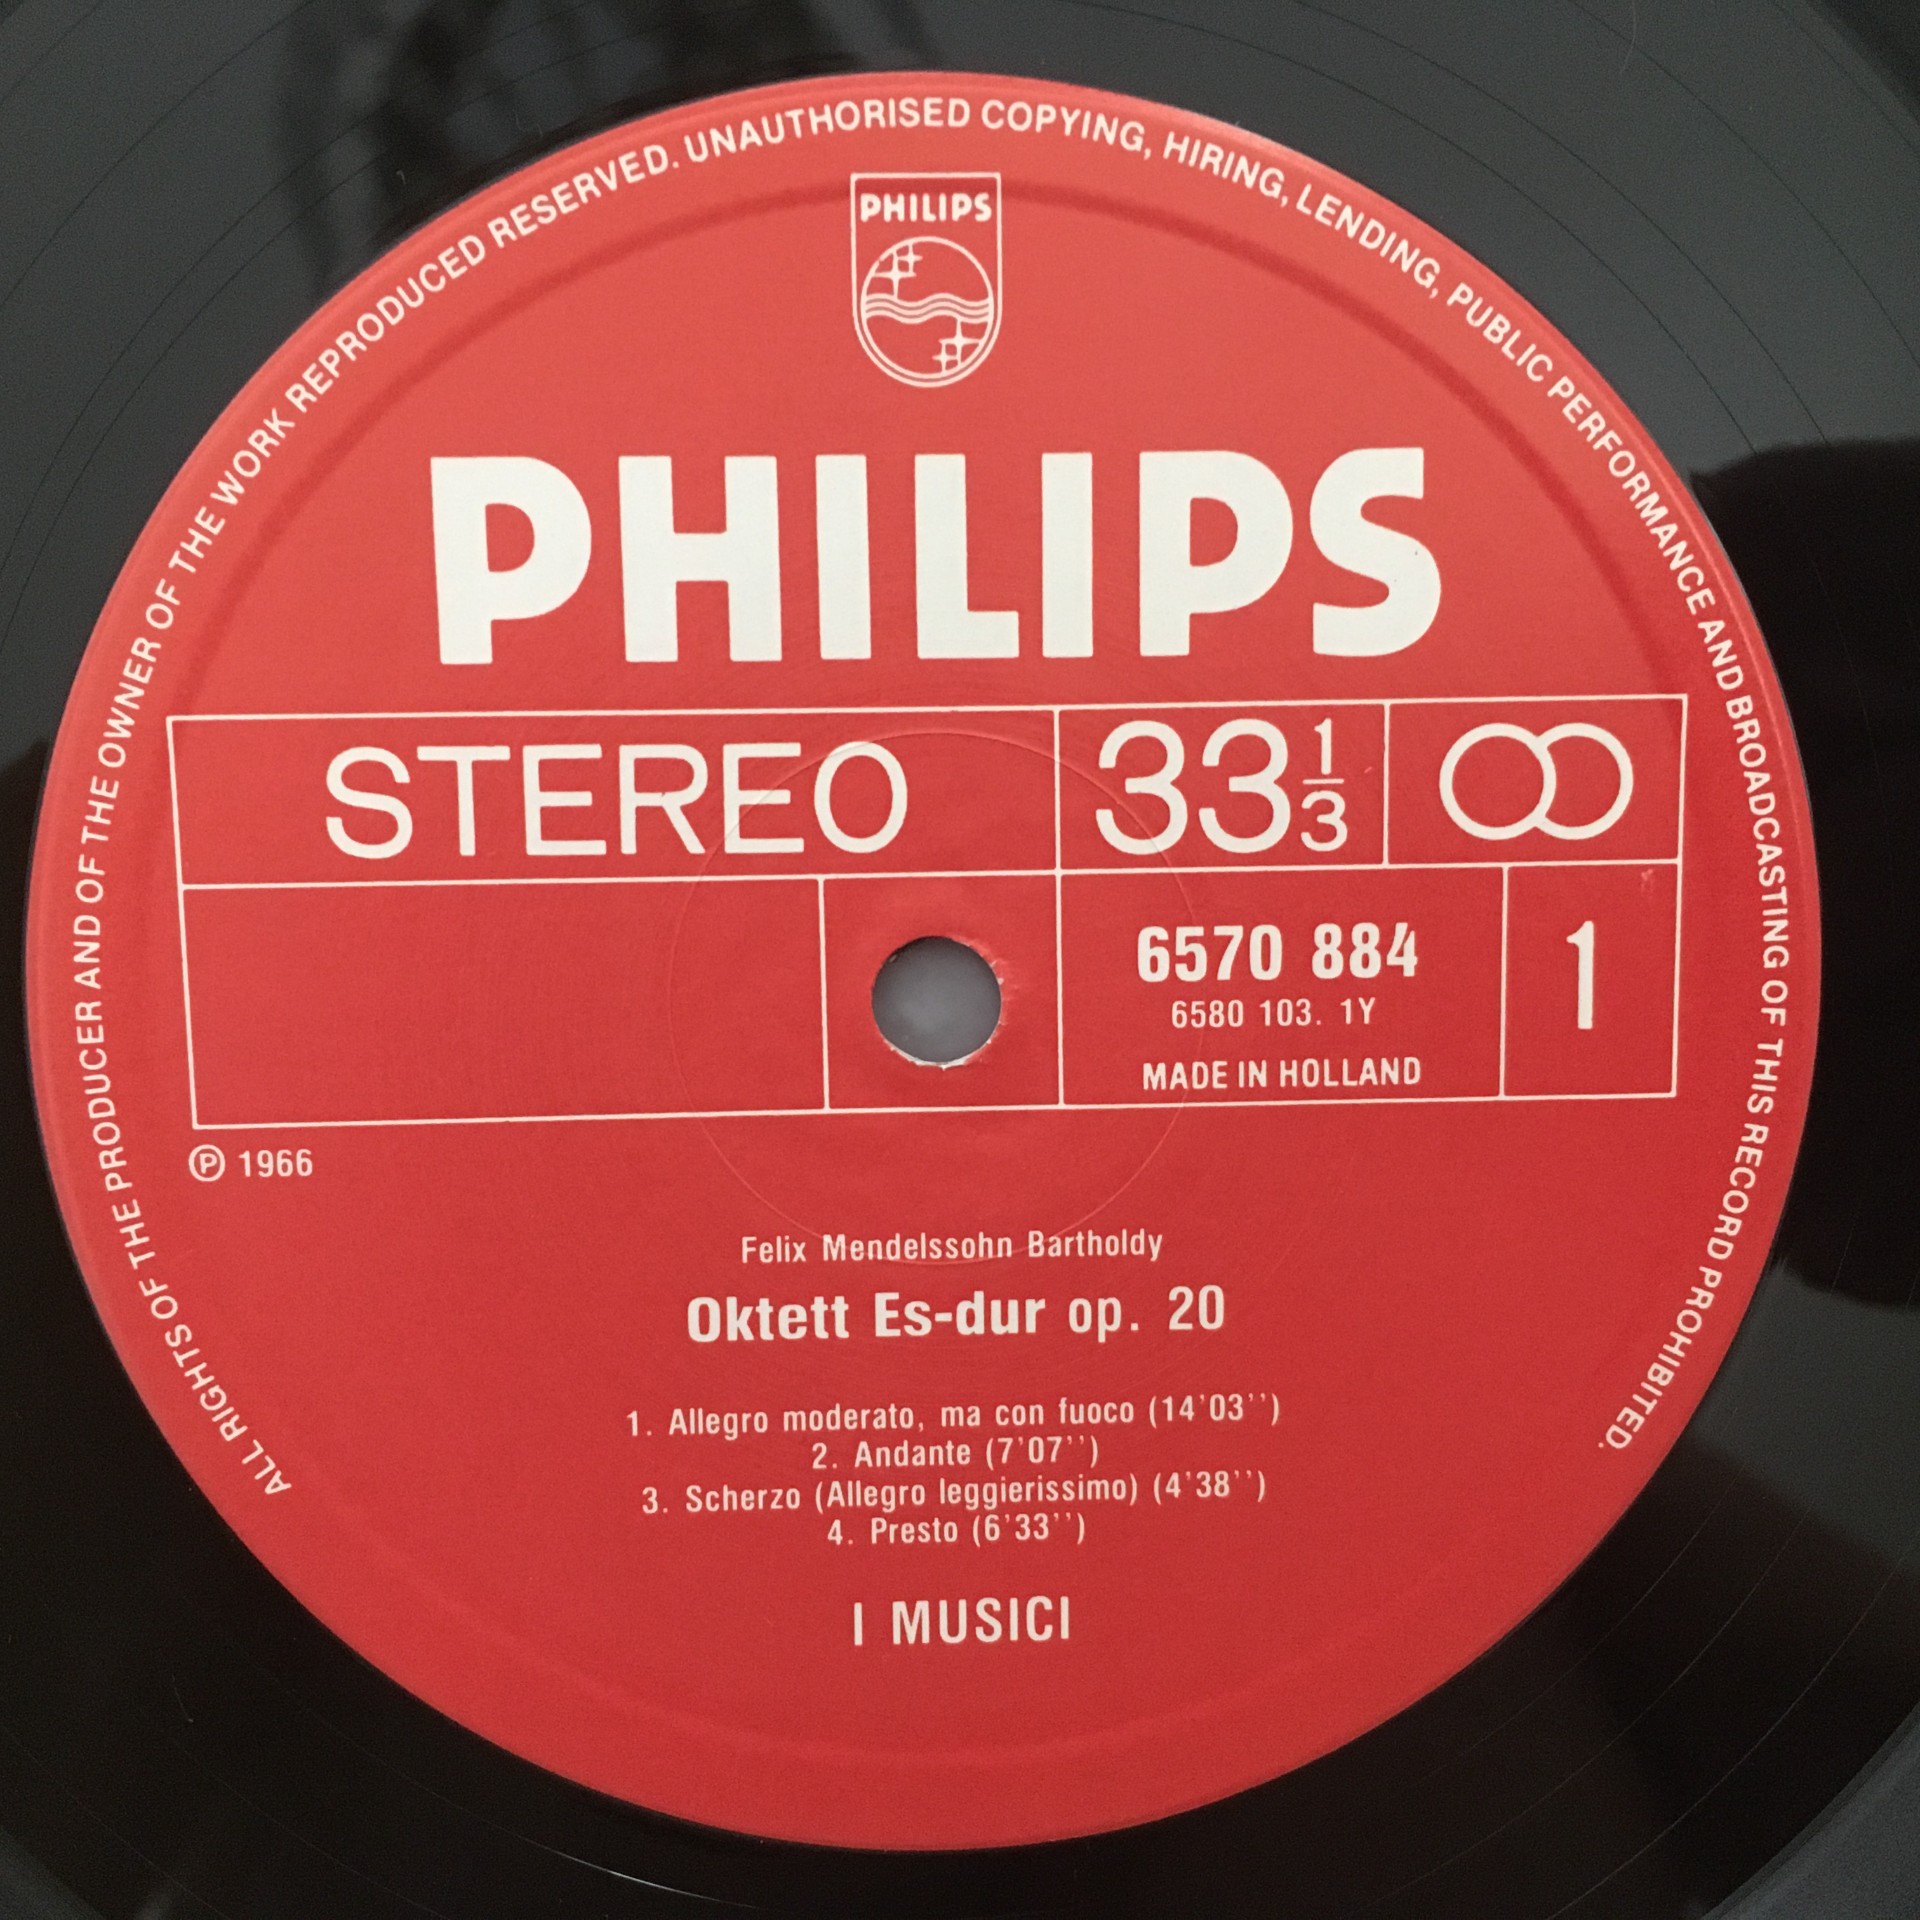 ALL RIGHTS OF THE PRODUCER AND OF THE OWNER OF THE WORK REPRODUCED RESERVED. UNAUTHORISED COPYING, HIRING, LENDING, PUBLIC PERFORMANCE AND BROADCASTING OF THIS RECORD PROHIBITED.
PHILIPS
PHILIPS
STEREO 33 1/3
6570 884 1
6580 103. 1Y
MADE IN HOLLAND
℗ 1966
Felix Mendelssohn Bartholdy
Oktett Es-dur op. 20
1. Allegro moderato, ma con fuoco (14'03'')
2. Andante (7'07'')
3. Scherzo (Allegro leggierissimo) (4'38'')
4. Presto (6'33'')
I MUSICI